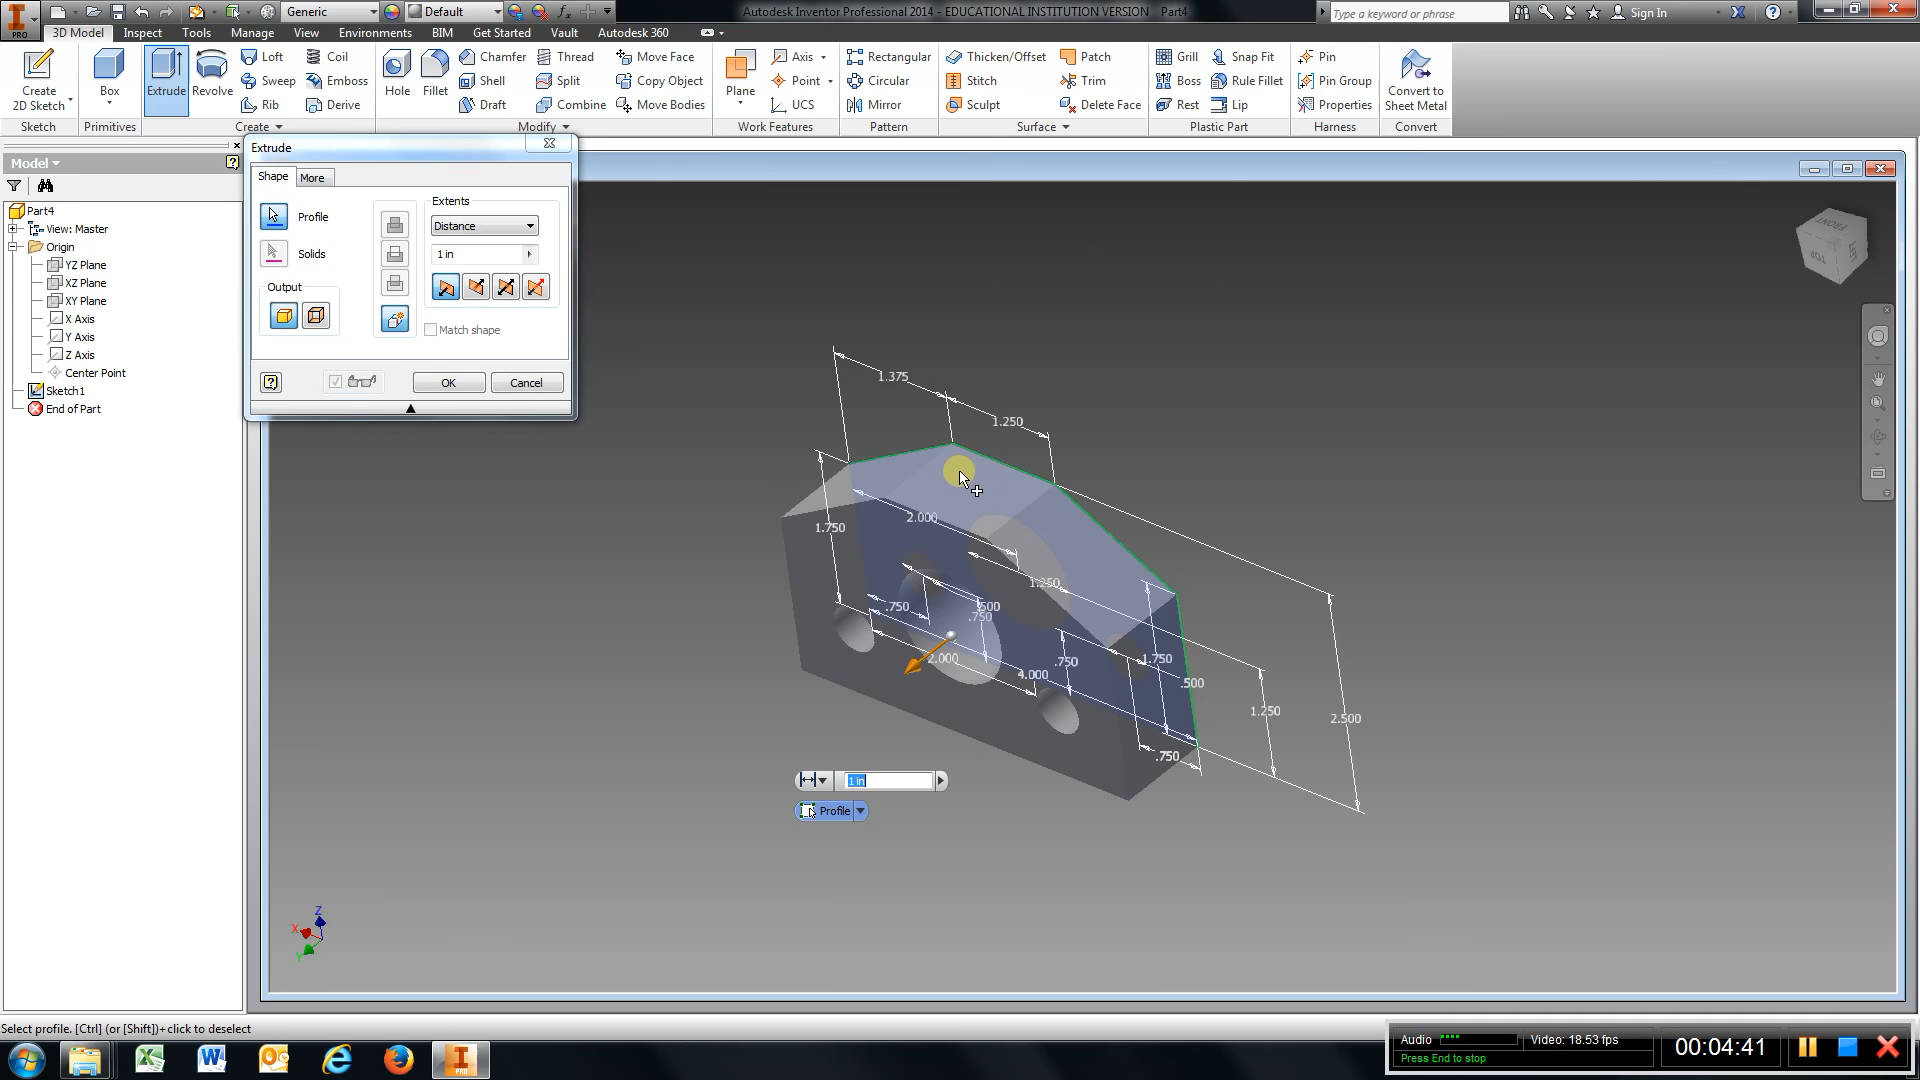 Generic
Default
Autodesk Inventor Professional 2014 - EDUCATIONAL INSTITUTION VERSION Part4
Type a keyword or phrase
Sign In
PRO
3D Model
Inspect
Tools
Manage
View
Environments
BIM
Get Started
Vault
Autodesk 360
Create
2D Sketch
Box
Extrude
Revolve
Loft
Sweep
Rib
Coil
Emboss
Derive
Hole
Fillet
Chamfer
Shell
Draft
Thread
Split
Combine
Move Face
Copy Object
Move Bodies
Plane
Axis
Point
UCS
Rectangular
Circular
Mirror
Thicken/Offset
Stitch
Sculpt
Patch
Trim
Delete Face
Grill
Boss
Rest
Snap Fit
Rule Fillet
Lip
Pin
Pin Group
Properties
Convert to
Sheet Metal
Sketch
Primitives
Create
Modify
Work Features
Pattern
Surface
Plastic Part
Harness
Convert
Model
Part4
View: Master
Origin
YZ Plane
XZ Plane
XY Plane
X Axis
Y Axis
Z Axis
Center Point
Sketch1
End of Part
Extrude
Shape
More
Profile
Solids
Output
Extents
Distance
1 in
Match shape
OK
Cancel
FRONT
TOP
1.375
1.250
2.000
1.750
1.250
.750
.500
.750
2.000
4.000
.750
1.750
.500
.750
1.250
2.500
1 in
Profile
Z
X
Y
Select profile. [Ctrl] (or [Shift])+click to deselect
PRO
Audio
Video: 18.53 fps
Press End to stop
00:04:41